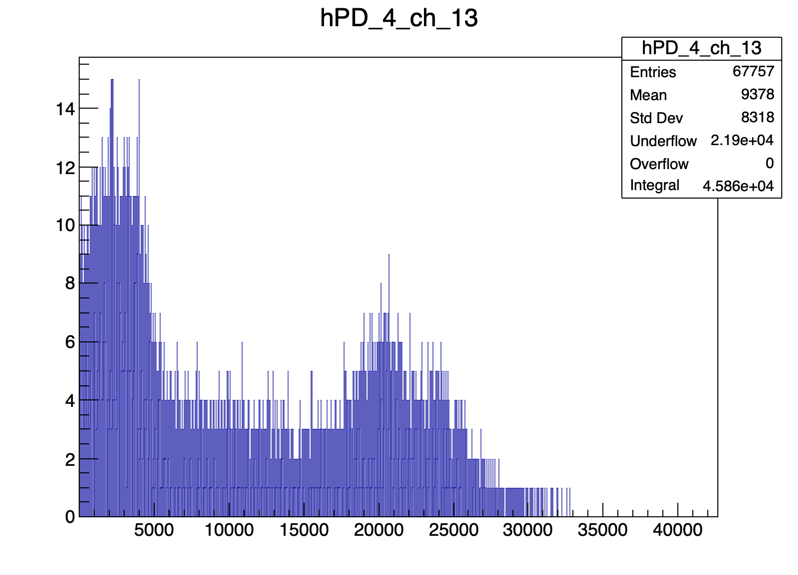 hPD_4_ch_13
hPD_4_ch_13
Entries 67757
Mean 9378
Std Dev 8318
Underflow 2.19e+04
Overflow 0
Integral 4.586e+04
14
12
10
8
6
4
2
0
5000 10000 15000 20000 25000 30000 35000 40000